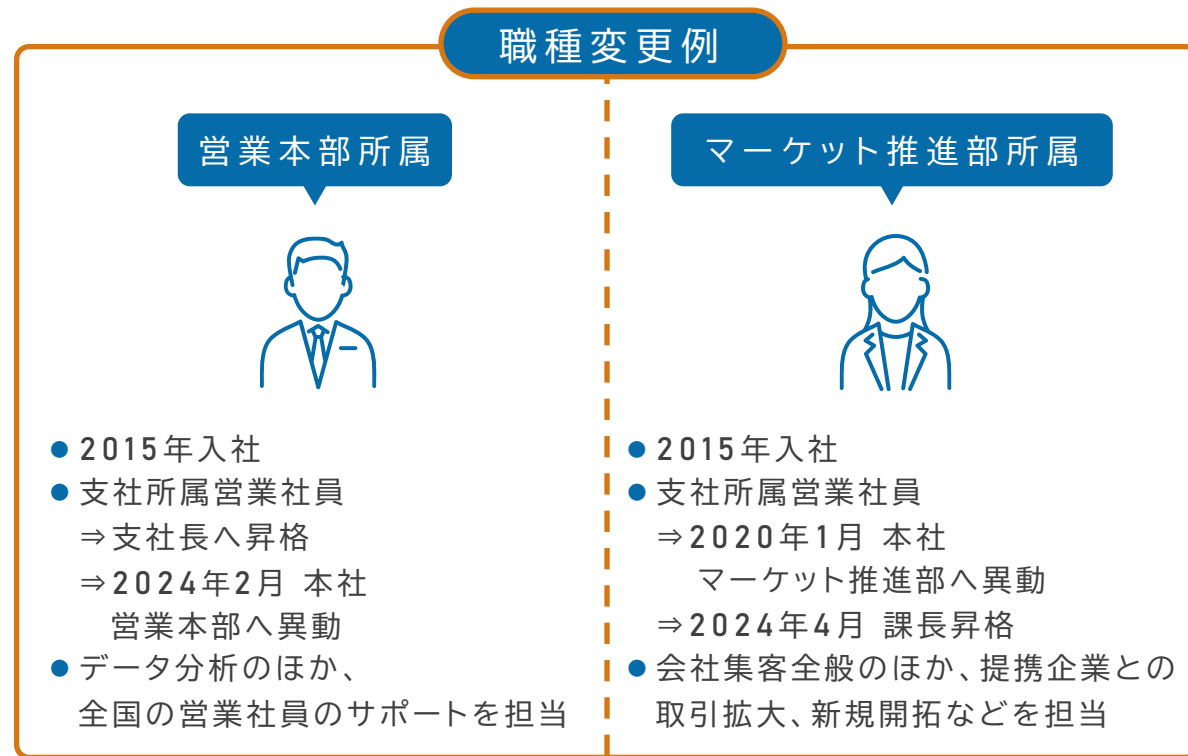 職種変更例
営業本部所属
● 2015年入社
● 支社所属営業社員
⇒支社長へ昇格
⇒2024年2月 本社
営業本部へ異動
● データ分析のほか、
全国の営業社員のサポートを担当
マーケット推進部所属
● 2015年入社
● 支社所属営業社員
⇒2020年1月 本社
マーケット推進部へ異動
⇒2024年4月 課長昇格
● 会社集客全般のほか、提携企業との
取引拡大、新規開拓などを担当